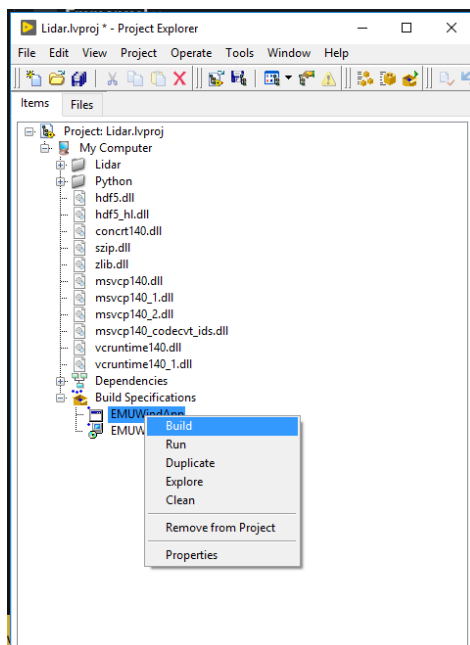 Lidar.lvproj * - Project Explorer
File Edit View Project Operate Tools Window Help
Items Files
Project: Lidar.lvproj
My Computer
Lidar
Python
hdf5.dll
hdf5_hl.dll
concrt140.dll
szip.dll
zlib.dll
msvcp140.dll
msvcp140_1.dll
msvcp140_2.dll
msvcp140_codecvt_ids.dll
vcruntime140.dll
vcruntime140_1.dll
Dependencies
Build Specifications
EMUWindApp
Build
Run
Duplicate
Explore
Clean
Remove from Project
Properties